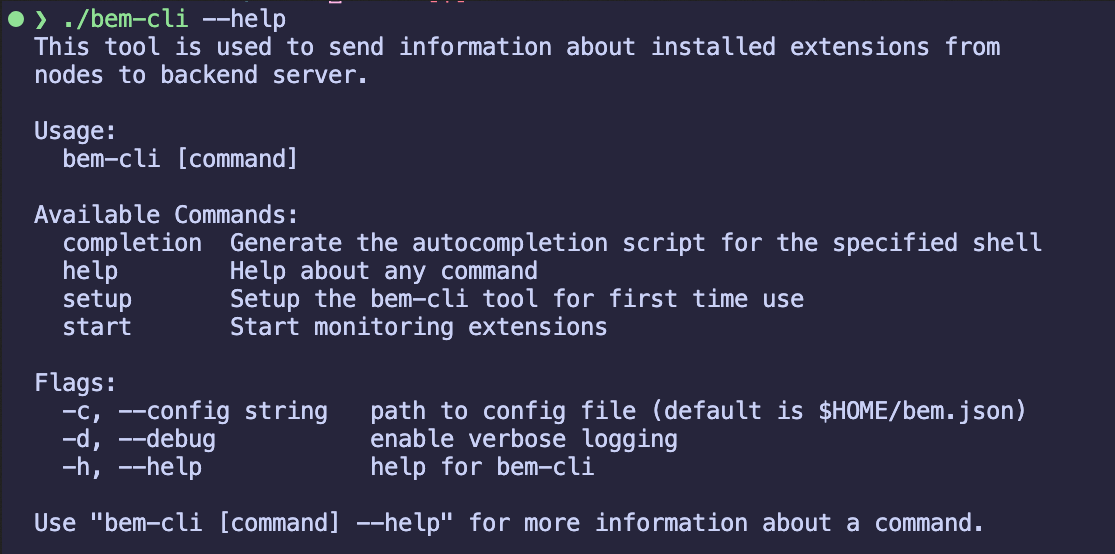 ❯ ./bem-cli --help
This tool is used to send information about installed extensions from
nodes to backend server.

Usage:
  bem-cli [command]

Available Commands:
  completion  Generate the autocompletion script for the specified shell
  help        Help about any command
  setup       Setup the bem-cli tool for first time use
  start       Start monitoring extensions

Flags:
  -c, --config string   path to config file (default is $HOME/bem.json)
  -d, --debug           enable verbose logging
  -h, --help            help for bem-cli

Use "bem-cli [command] --help" for more information about a command.